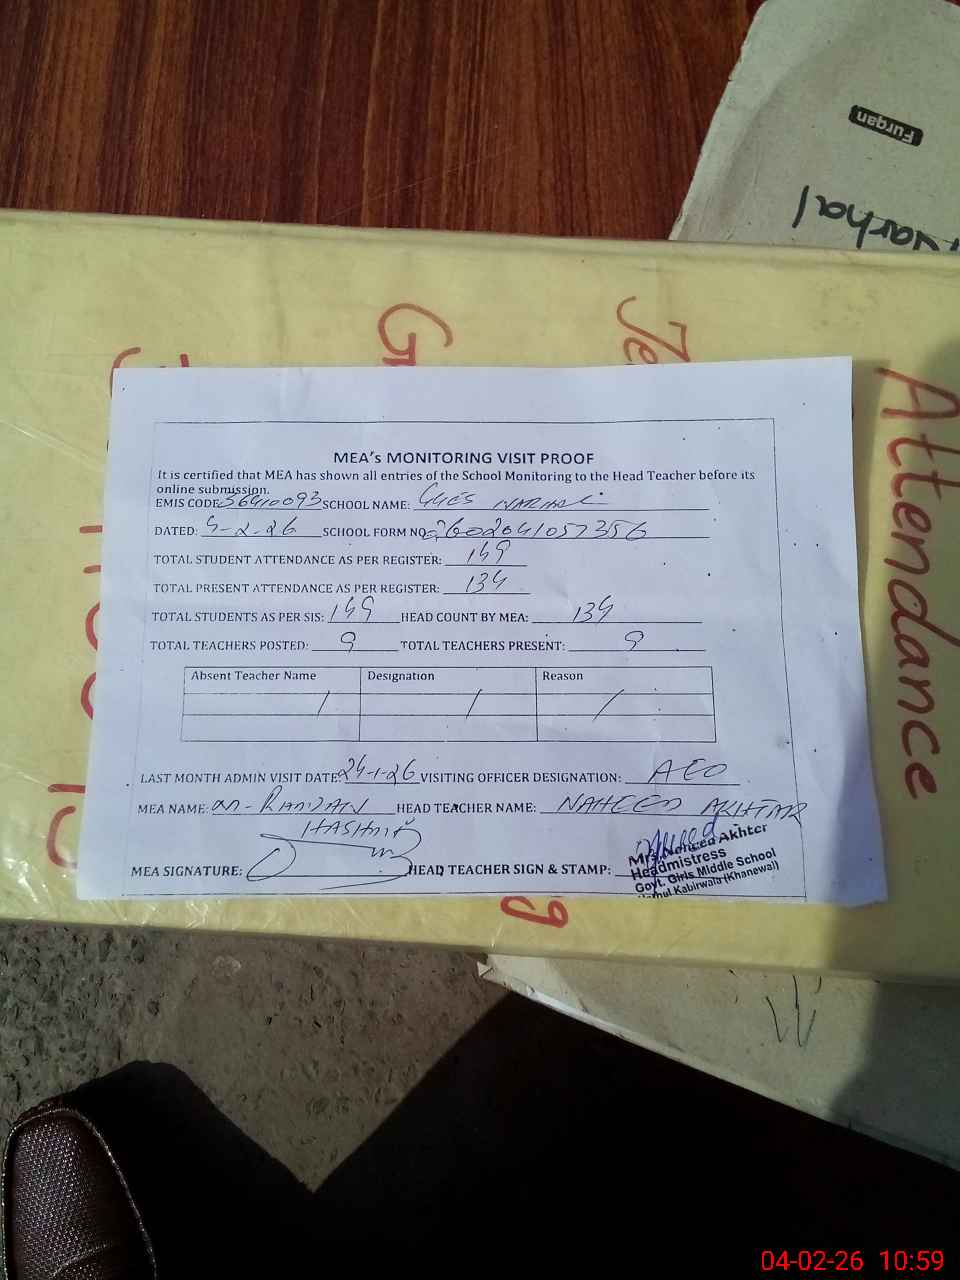 Furqan
Attendance
MEA's MONITORING VISIT PROOF
It is certified that MEA has shown all entries of the School Monitoring to the Head Teacher before its
online submission.
EMIS CODE: 36410093 SCHOOL NAME: GGES
DATED: 4-2-26 SCHOOL FORM NO. 2602041057356
TOTAL STUDENT ATTENDANCE AS PER REGISTER: 149
TOTAL PRESENT ATTENDANCE AS PER REGISTER: 134
TOTAL STUDENTS AS PER SIS: 149 HEAD COUNT BY MEA: 134
TOTAL TEACHERS POSTED: 9 TOTAL TEACHERS PRESENT: 9
Absent Teacher Name Designation Reason
/ / /
LAST MONTH ADMIN VISIT DATE: 24-1-26 VISITING OFFICER DESIGNATION: AEO
MEA NAME: M-RAMZAN HEAD TEACHER NAME: NAHEED AKHTAR
HASHMI
MEA SIGNATURE: HEAD TEACHER SIGN & STAMP:
Mrs. Naheed Akhter
Headmistress
Govt. Girls Middle School
Kabirwala (Khanewal)
04-02-26 10:59